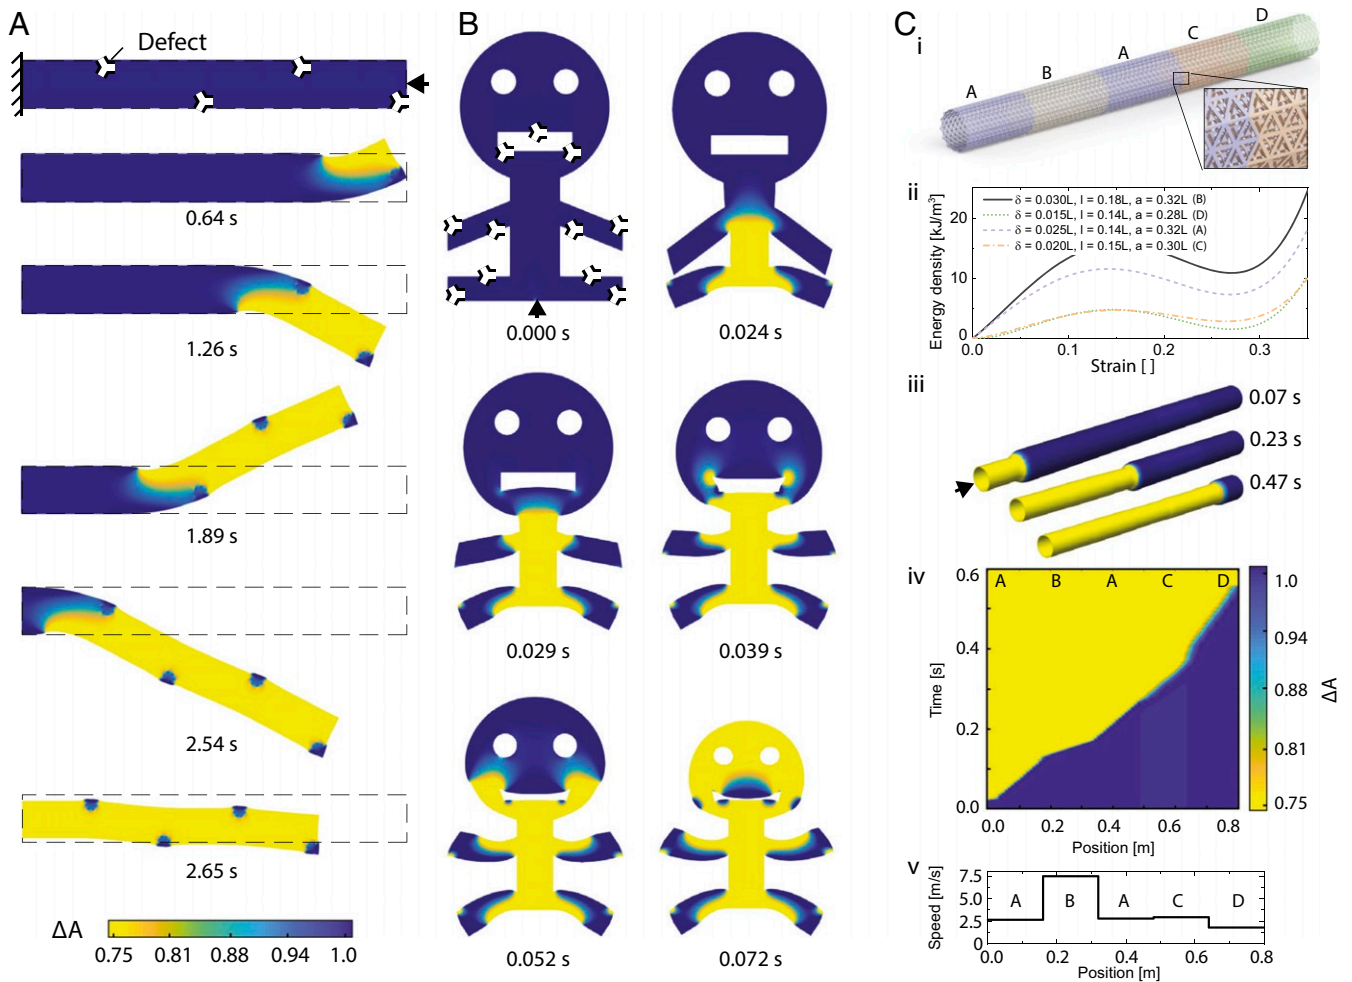 A
Defect
0.64 s
1.26 s
1.89 s
2.54 s
2.65 s
ΔA
0.75 0.81 0.88 0.94 1.0
B
0.000 s
0.024 s
0.029 s
0.039 s
0.052 s
0.072 s
C
i
A B A C D
ii
Energy density [kJ/m³]
20
10
0
δ = 0.030L, l = 0.18L, a = 0.32L (B)
δ = 0.015L, l = 0.14L, a = 0.28L (D)
δ = 0.025L, l = 0.14L, a = 0.32L (A)
δ = 0.020L, l = 0.15L, a = 0.30L (C)
0.0 0.1 0.2 0.3
Strain [ ]
iii
0.07 s
0.23 s
0.47 s
iv
A B A C D
Time [s]
0.6
0.4
0.2
0.0
0.0 0.2 0.4 0.6 0.8
Position [m]
1.0
0.94
0.88
0.81
0.75
ΔA
v
Speed [m/s]
7.5
5.0
2.5
0
A B A C D
0.0 0.2 0.4 0.6 0.8
Position [m]